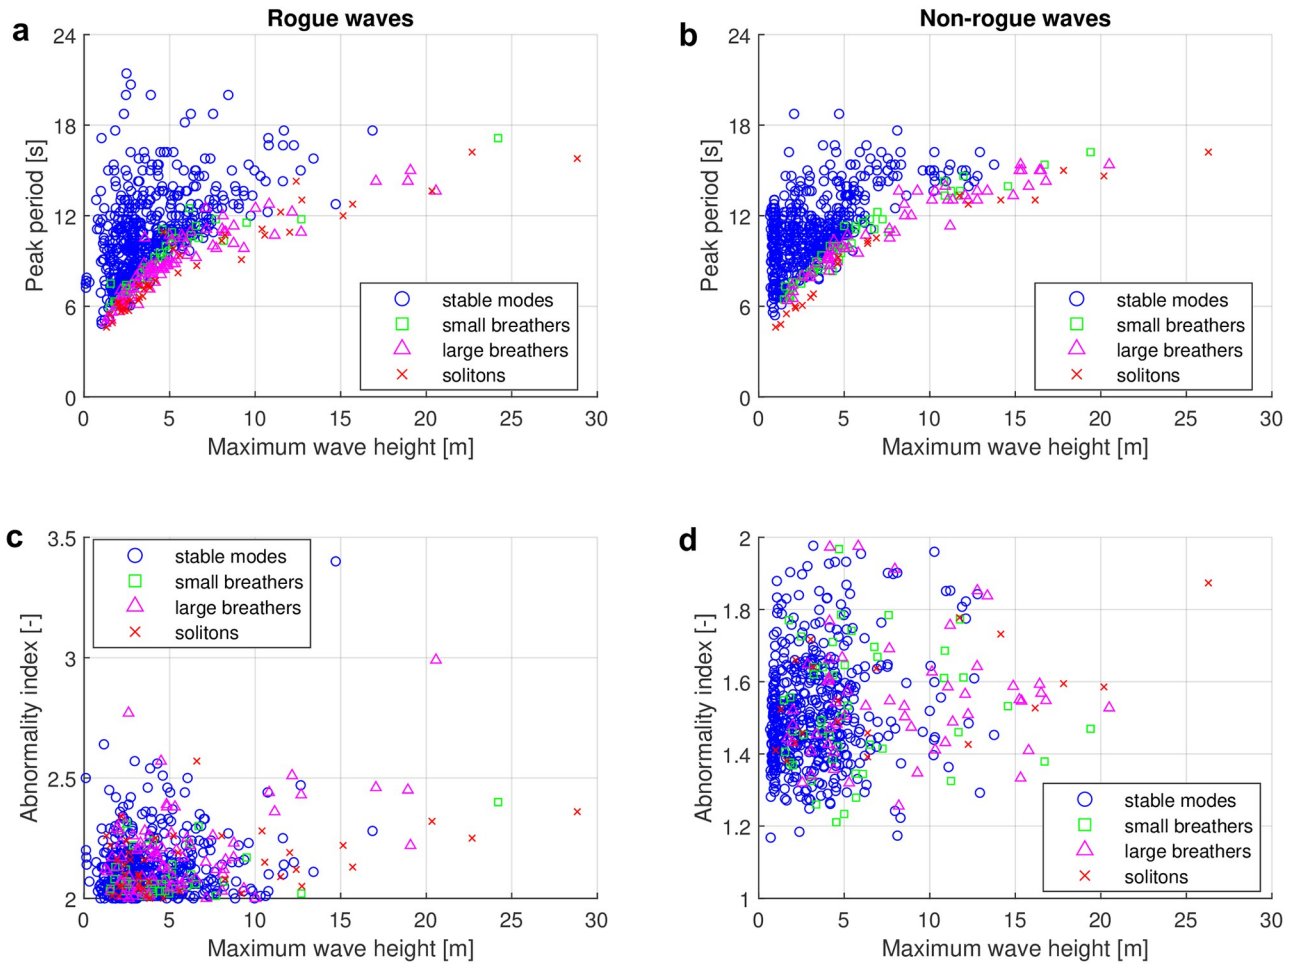 a
Rogue waves
24
18
12
6
0
Peak period [s]
0 5 10 15 20 25 30
Maximum wave height [m]
stable modes
small breathers
large breathers
solitons
b
Non-rogue waves
24
18
12
6
0
Peak period [s]
0 5 10 15 20 25 30
Maximum wave height [m]
stable modes
small breathers
large breathers
solitons
c
3.5
3
2.5
2
Abnormality index [-]
0 5 10 15 20 25 30
Maximum wave height [m]
stable modes
small breathers
large breathers
solitons
d
2
1.8
1.6
1.4
1.2
1
Abnormality index [-]
0 5 10 15 20 25 30
Maximum wave height [m]
stable modes
small breathers
large breathers
solitons